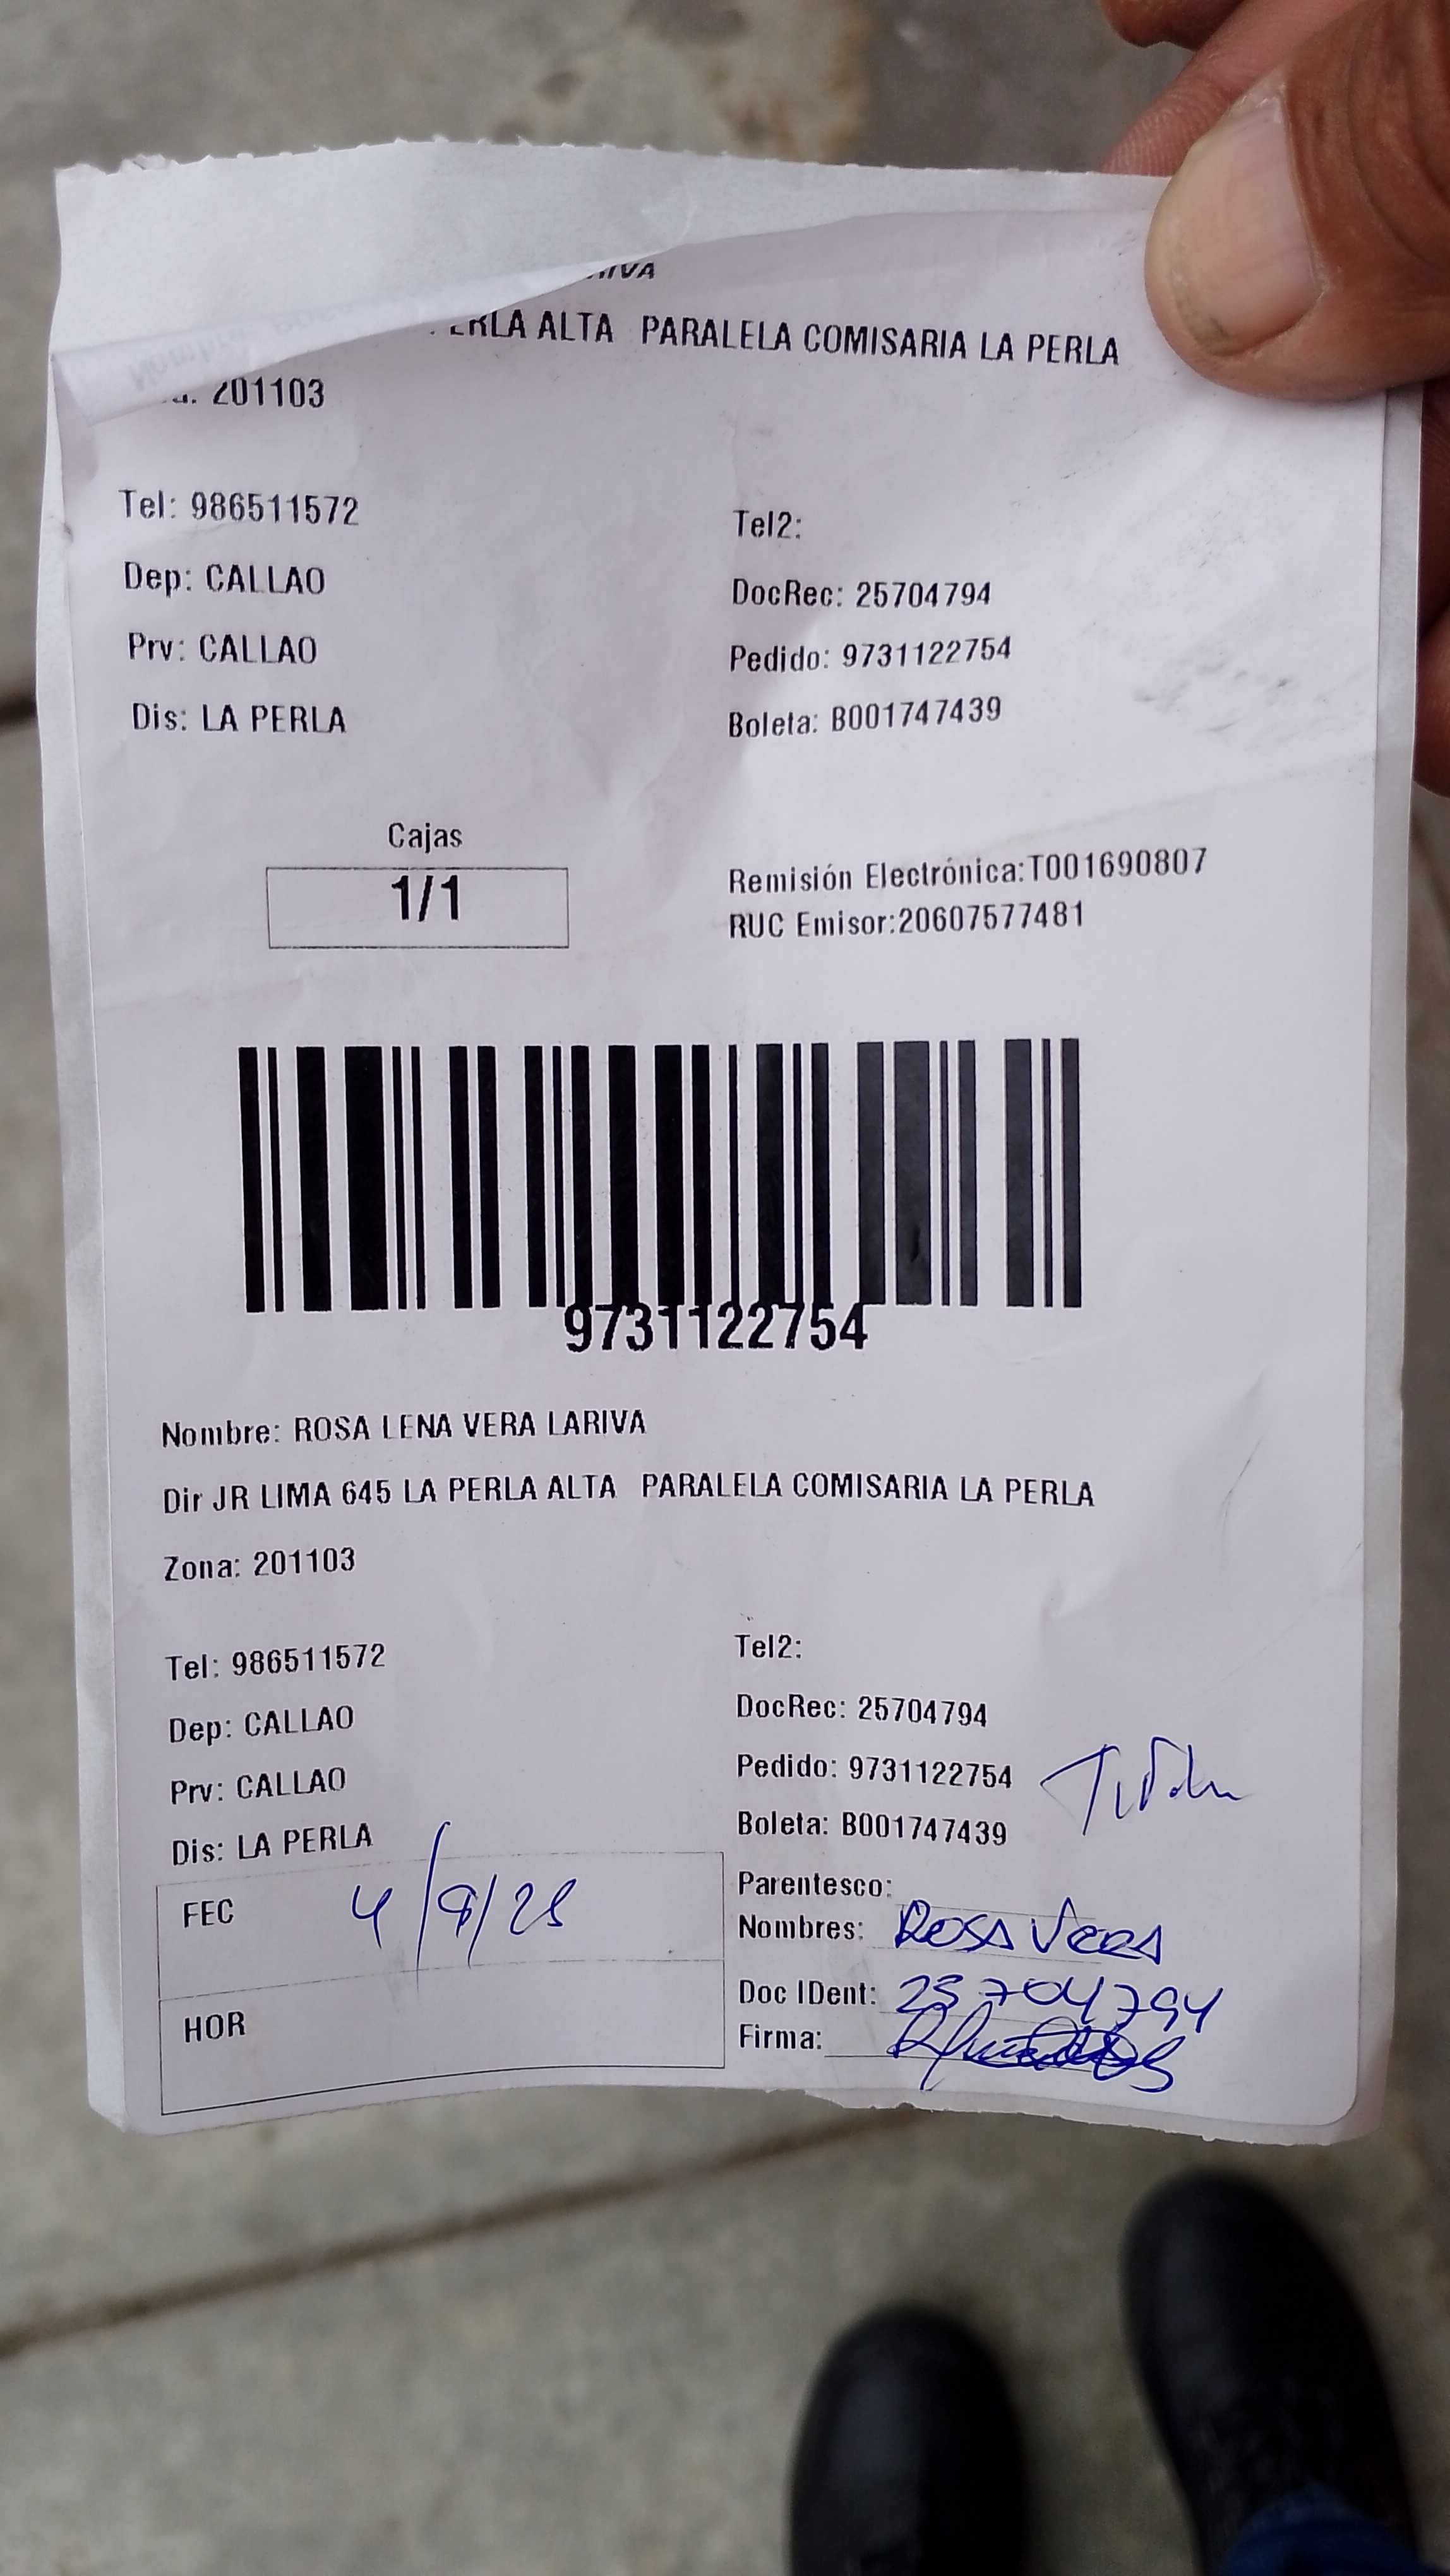 PERLA ALTA PARALELA COMISARIA LA PERLA
201103
Tel: 986511572
Tel2:
Dep: CALLAO
DocRec: 25704794
Prv: CALLAO
Pedido: 9731122754
Dis: LA PERLA
Boleta: B001747439
Cajas
1/1
Remisión Electrónica:T001690807
RUC Emisor:20607577481
9731122754
Nombre: ROSA LENA VERA LARIVA
Dir JR LIMA 645 LA PERLA ALTA PARALELA COMISARIA LA PERLA
Zona: 201103
Tel: 986511572
Tel2:
Dep: CALLAO
DocRec: 25704794
Prv: CALLAO
Pedido: 9731122754
Dis: LA PERLA
Boleta: B001747439
FEC
Parentesco: Titular
Nombres: ROSA VERA
Doc IDent: 25704794
HOR
Firma: